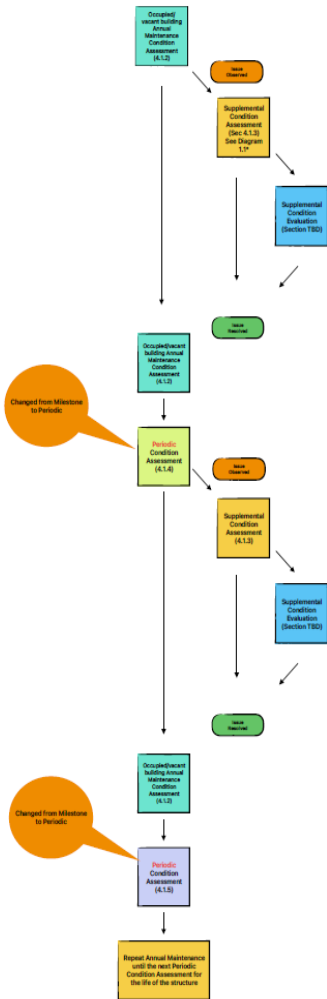 Occupied/
vacant building
Annual
Maintenance
Condition
Assessment
(4.1.2)
Issue
Observed
Supplemental
Condition
Assessment
(Sec 4.1.3)
See Diagram
1.1*
Supplemental
Condition
Evaluation
(Section TBD)
Issue
Resolved
Occupied/vacant
building Annual
Maintenance
Condition
Assessment
(4.1.2)
Changed from Milestone
to Periodic
Periodic
Condition
Assessment
(4.1.4)
Issue
Observed
Supplemental
Condition
Assessment
(4.1.3)
Supplemental
Condition
Evaluation
(Section TBD)
Issue
Resolved
Occupied/vacant
building Annual
Maintenance
Condition
Assessment
(4.1.2)
Changed from Milestone
to Periodic
Periodic
Condition
Assessment
(4.1.5)
Repeat Annual Maintenance
until the next Periodic
Condition Assessment for
the life of the structure